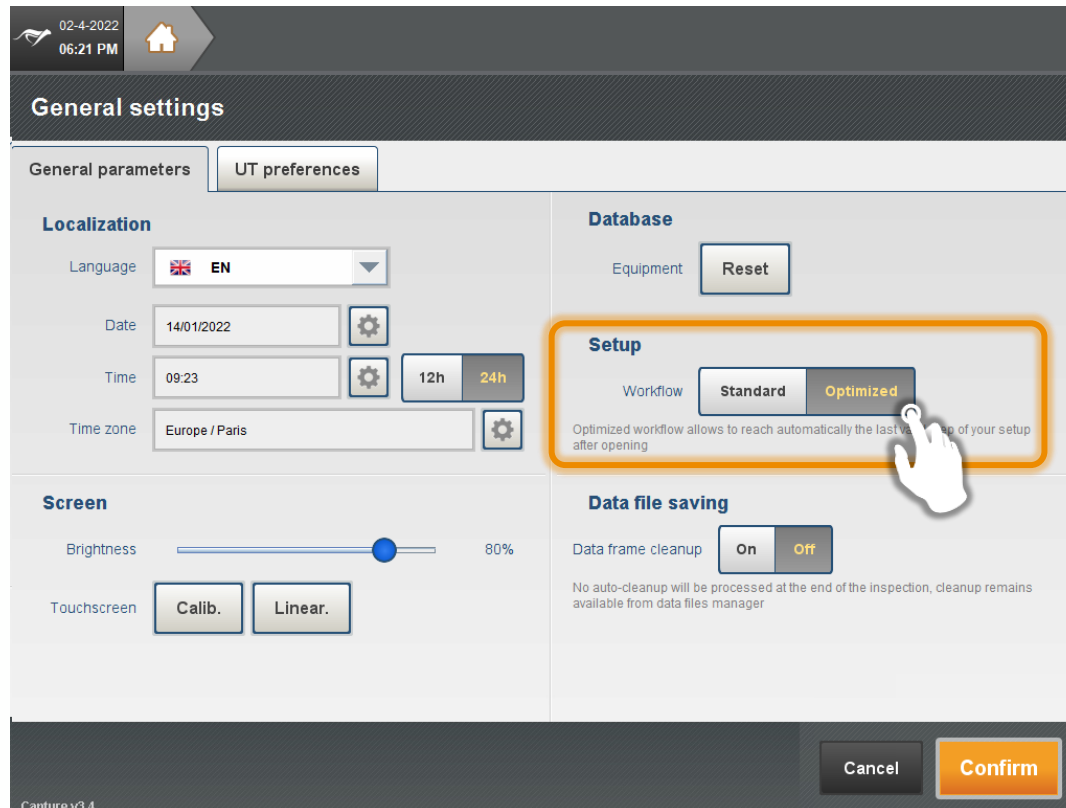 02-4-2022
06:21 PM
General settings
General parameters
UT preferences
Localization
Language
EN
Date
14/01/2022
Time
09:23
12h
24h
Time zone
Europe / Paris
Screen
Brightness
80%
Touchscreen
Calib.
Linear.
Database
Equipment
Reset
Setup
Workflow
Standard
Optimized
Optimized workflow allows to reach automatically the last of your setup
after opening
Data file saving
Data frame cleanup
On
Off
No auto-cleanup will be processed at the end of the inspection, cleanup remains
available from data files manager
Cancel
Confirm
Capture v3.4